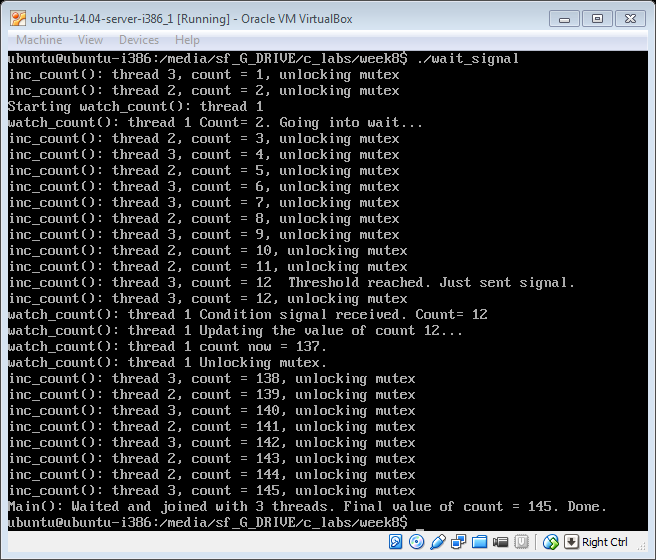 ubuntu-14.04-server-i386_1 [Running] - Oracle VM VirtualBox
Machine View Devices Help
ubuntu@ubuntu-i386:/media/sf_G_DRIVE/c_labs/week8$ ./wait_signal
inc_count(): thread 3, count = 1, unlocking mutex
inc_count(): thread 2, count = 2, unlocking mutex
Starting watch_count(): thread 1
watch_count(): thread 1 Count= 2. Going into wait...
inc_count(): thread 2, count = 3, unlocking mutex
inc_count(): thread 3, count = 4, unlocking mutex
inc_count(): thread 2, count = 5, unlocking mutex
inc_count(): thread 3, count = 6, unlocking mutex
inc_count(): thread 3, count = 7, unlocking mutex
inc_count(): thread 2, count = 8, unlocking mutex
inc_count(): thread 3, count = 9, unlocking mutex
inc_count(): thread 2, count = 10, unlocking mutex
inc_count(): thread 2, count = 11, unlocking mutex
inc_count(): thread 3, count = 12  Threshold reached. Just sent signal.
inc_count(): thread 3, count = 12, unlocking mutex
watch_count(): thread 1 Condition signal received. Count= 12
watch_count(): thread 1 Updating the value of count 12...
watch_count(): thread 1 count now = 137.
watch_count(): thread 1 Unlocking mutex.
inc_count(): thread 3, count = 138, unlocking mutex
inc_count(): thread 2, count = 139, unlocking mutex
inc_count(): thread 3, count = 140, unlocking mutex
inc_count(): thread 2, count = 141, unlocking mutex
inc_count(): thread 3, count = 142, unlocking mutex
inc_count(): thread 2, count = 143, unlocking mutex
inc_count(): thread 2, count = 144, unlocking mutex
inc_count(): thread 3, count = 145, unlocking mutex
Main(): Waited and joined with 3 threads. Final value of count = 145. Done.
ubuntu@ubuntu-i386:/media/sf_G_DRIVE/c_labs/week8$ _
Right Ctrl